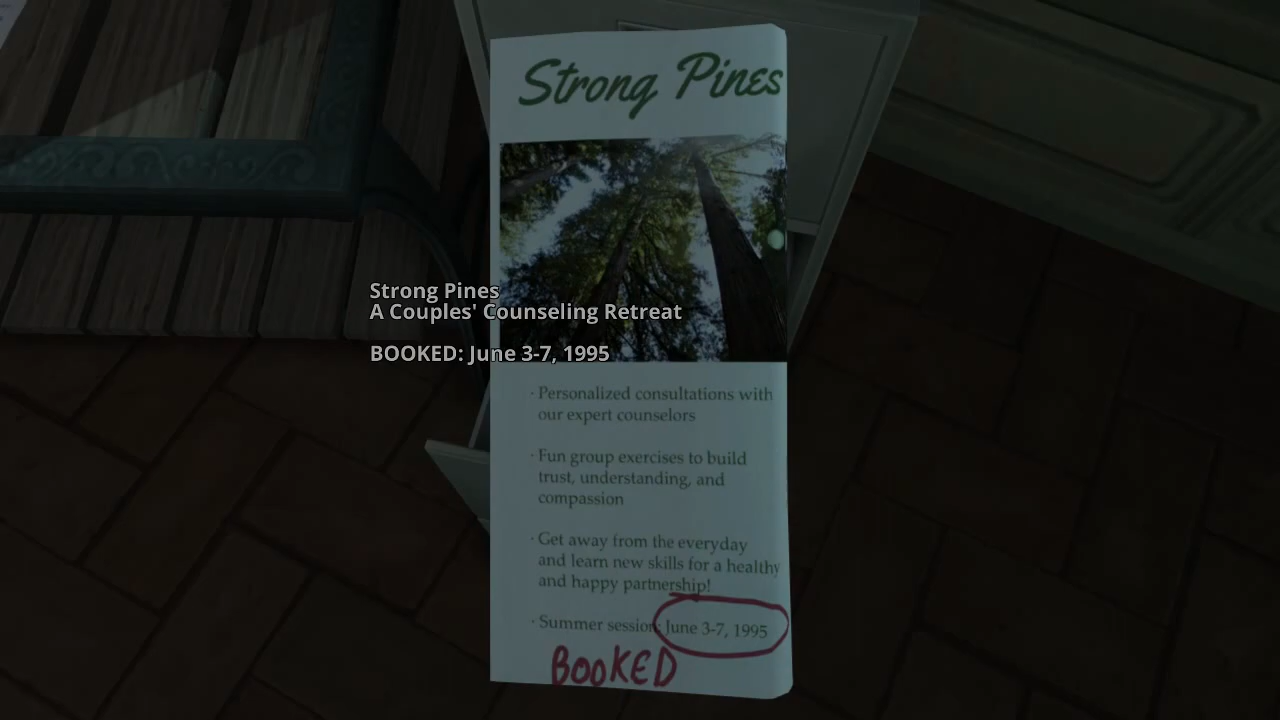 Strong Pines
Strong Pines
A Couples' Counseling Retreat
BOOKED: June 3-7, 1995
· Personalized consultations with
our expert counselors
· Fun group exercises to build
trust, understanding, and
compassion
· Get away from the everyday
and learn new skills for a healthy
and happy partnership!
· Summer session: June 3-7, 1995
BOOKED